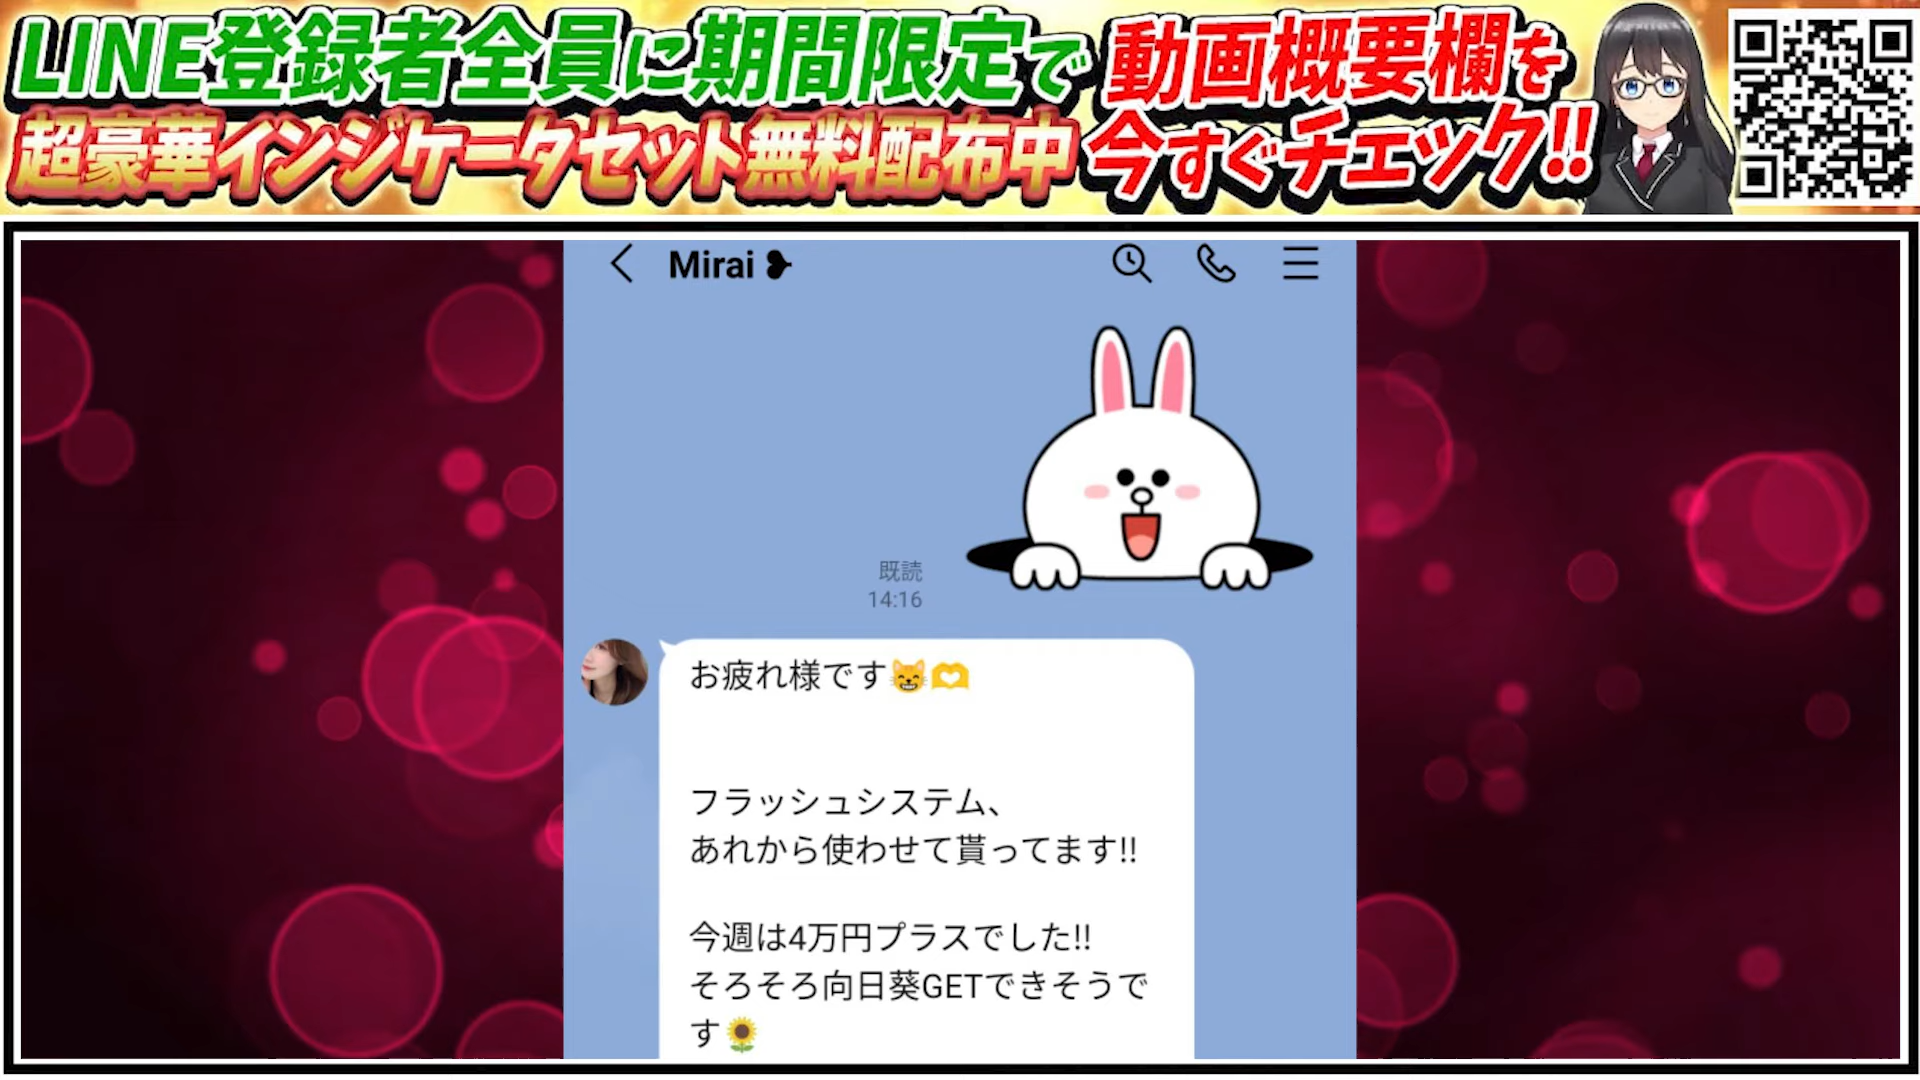 LINE登録者全員に期間限定で
超豪華インジケータセット無料配布中
動画概要欄を
今すぐチェック!!
Mirai
既読
14:16
お疲れ様です😸🫶
フラッシュシステム、
あれから使わせて貰ってます!!
今週は4万円プラスでした!!
そろそろ向日葵GETできそうで
す🌻